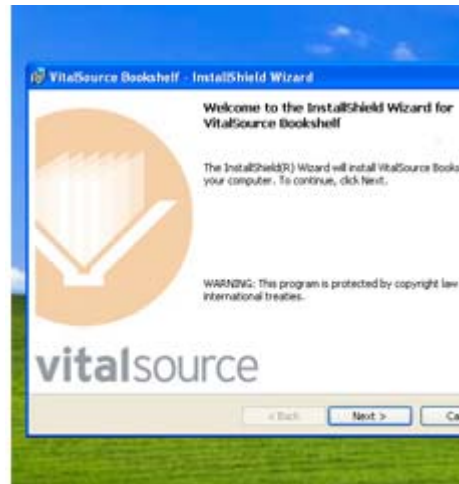 VitalSource Bookshelf - InstallShield Wizard
Welcome to the InstallShield Wizard for
VitalSource Bookshelf
The InstallShield(R) Wizard will install VitalSource Books
your computer. To continue, click Next.
WARNING: This program is protected by copyright law
international treaties.
vitalsource
< Back
Next >
Ca